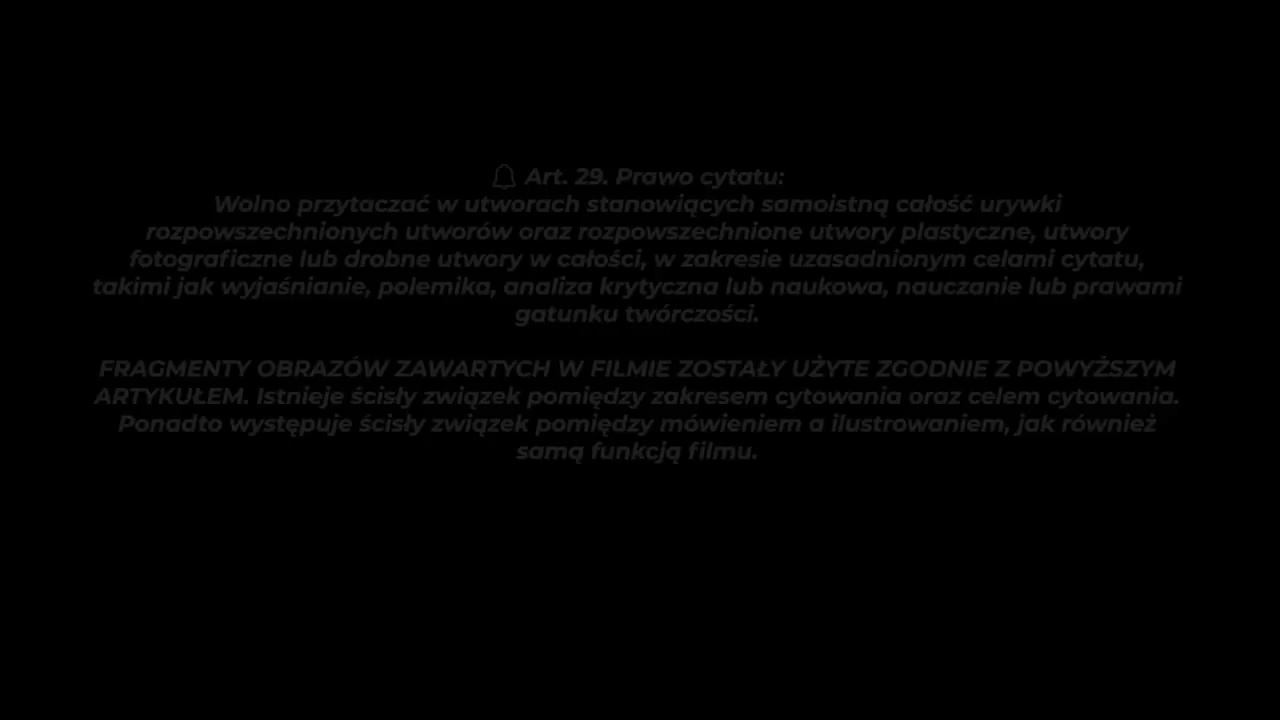 🔔 Art. 29. Prawo cytatu:
Wolno przytaczać w utworach stanowiących samoistną całość urywki
rozpowszechnionych utworów oraz rozpowszechnione utwory plastyczne, utwory
fotograficzne lub drobne utwory w całości, w zakresie uzasadnionym celami cytatu,
takimi jak wyjaśnianie, polemika, analiza krytyczna lub naukowa, nauczanie lub prawami
gatunku twórczości.
FRAGMENTY OBRAZÓW ZAWARTYCH W FILMIE ZOSTAŁY UŻYTE ZGODNIE Z POWYŻSZYM
ARTYKUŁEM. Istnieje ścisły związek pomiędzy zakresem cytowania oraz celem cytowania.
Ponadto występuje ścisły związek pomiędzy mówieniem a ilustrowaniem, jak również
samą funkcją filmu.